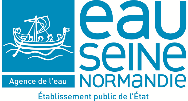 eau
seine
NORMANDIE
Agence de l'eau
Établissement public de l'État